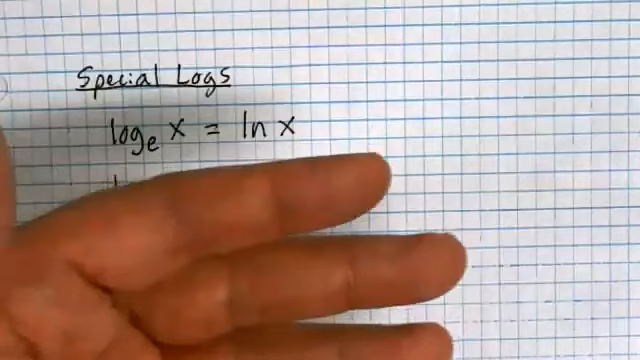 Special Logs
logₑ x = ln x